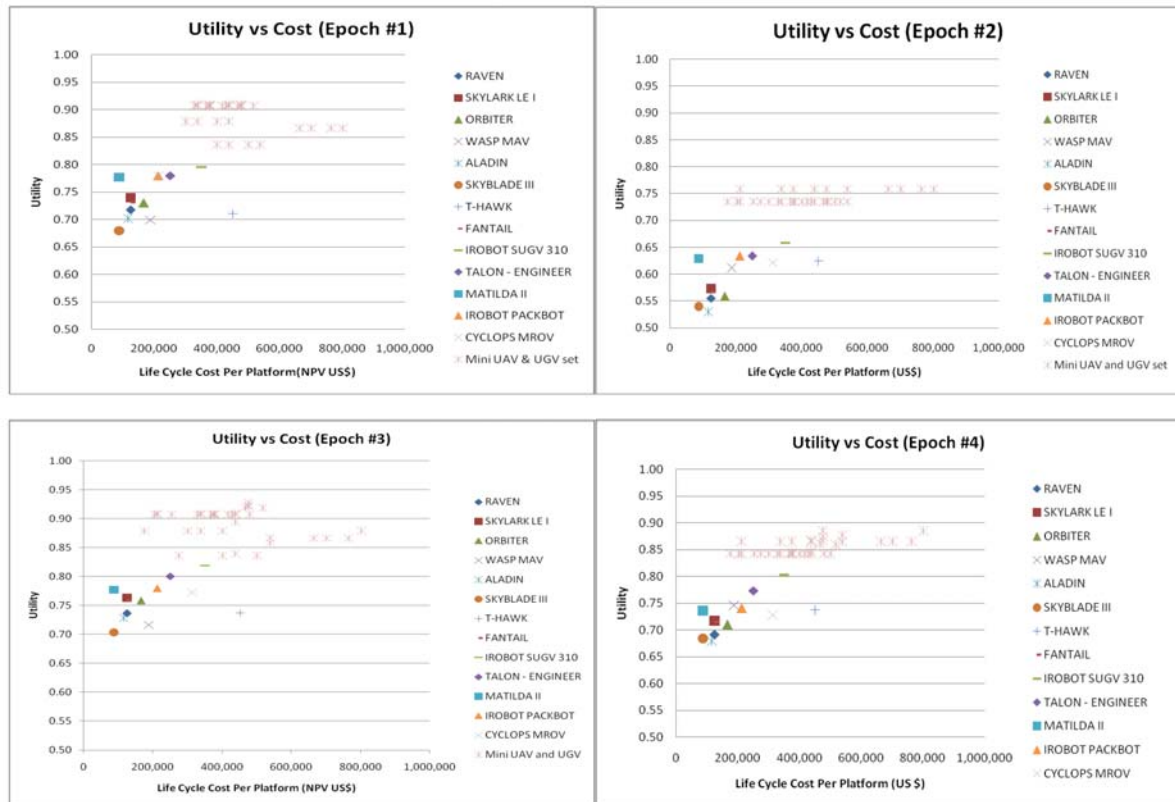 Utility vs Cost (Epoch #1)
1.00
0.95
0.90
0.85
0.80
0.75
0.70
0.65
0.60
0.55
0.50
Utility
0
200,000
400,000
600,000
800,000
1,000,000
Life Cycle Cost Per Platform(NPV US$)
RAVEN
SKYLARK LE I
ORBITER
WASP MAV
ALADIN
SKYBLADE III
T-HAWK
FANTAIL
IROBOT SUGV 310
TALON - ENGINEER
MATILDA II
IROBOT PACKBOT
CYCLOPS MROV
Mini UAV & UGV set
Utility vs Cost (Epoch #2)
1.00
0.95
0.90
0.85
0.80
0.75
0.70
0.65
0.60
0.55
0.50
Utility
0
200,000
400,000
600,000
800,000
1,000,000
Life Cycle Cost Per Platform (US$)
RAVEN
SKYLARK LE I
ORBITER
WASP MAV
ALADIN
SKYBLADE III
T-HAWK
FANTAIL
IROBOT SUGV 310
TALON - ENGINEER
MATILDA II
IROBOT PACKBOT
CYCLOPS MROV
Mini UAV and UGV set
Utility vs Cost (Epoch #3)
1.00
0.95
0.90
0.85
0.80
0.75
0.70
0.65
0.60
0.55
0.50
Utility
0
200,000
400,000
600,000
800,000
1,000,000
Life Cycle Cost Per Platform (NPV US$)
RAVEN
SKYLARK LE I
ORBITER
WASP MAV
ALADIN
SKYBLADE III
T-HAWK
FANTAIL
IROBOT SUGV 310
TALON - ENGINEER
MATILDA II
IROBOT PACKBOT
CYCLOPS MROV
Mini UAV and UGV
Utility vs Cost (Epoch #4)
1.00
0.95
0.90
0.85
0.80
0.75
0.70
0.65
0.60
0.55
0.50
Utility
0
200,000
400,000
600,000
800,000
1,000,000
Life Cycle Cost Per Platform (US $)
RAVEN
SKYLARK LE I
ORBITER
WASP MAV
ALADIN
SKYBLADE III
T-HAWK
FANTAIL
IROBOT SUGV 310
TALON - ENGINEER
MATILDA II
IROBOT PACKBOT
CYCLOPS MROV